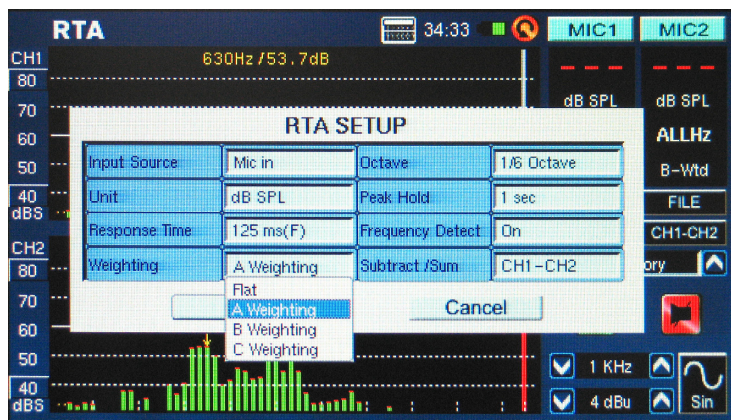 RTA
34:33
MIC1
MIC2
CH1
630Hz/53.7dB
80
70
60
50
40
dBS
dB SPL
dB SPL
ALLHz
B-Wtd
FILE
CH1-CH2
ory
RTA SETUP
Input Source
Mic in
Octave
1/6 Octave
Unit
dB SPL
Peak Hold
1 sec
Response Time
125 ms(F)
Frequency Detect
On
Weighting
A Weighting
Subtract /Sum
CH1-CH2
Flat
A Weighting
B Weighting
C Weighting
Cancel
CH2
80
70
60
50
40
dBS
1 KHz
4 dBu
Sin